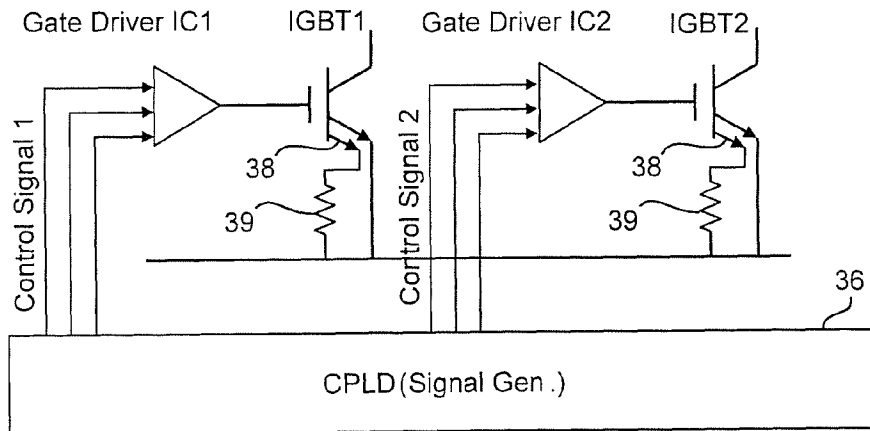 Gate Driver IC1
IGBT1
Gate Driver IC2
IGBT2
Control Signal 1
38
39
Control Signal 2
38
39
36
CPLD (Signal Gen.)